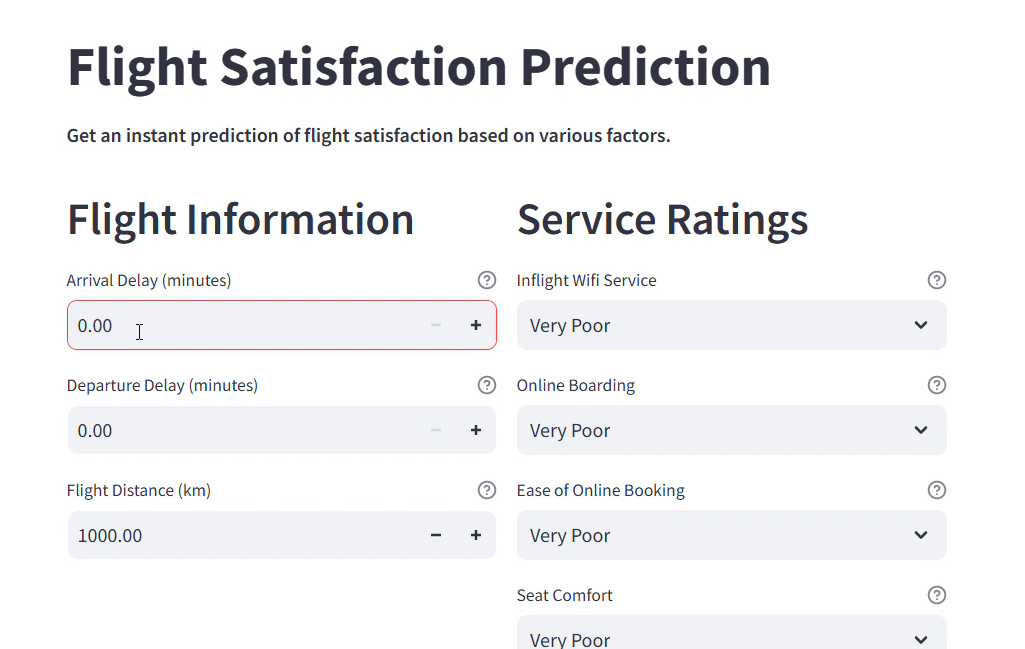 Flight Satisfaction Prediction
Get an instant prediction of flight satisfaction based on various factors.
Flight Information
Arrival Delay (minutes)
0.00
Departure Delay (minutes)
0.00
Flight Distance (km)
1000.00
Service Ratings
Inflight Wifi Service
Very Poor
Online Boarding
Very Poor
Ease of Online Booking
Very Poor
Seat Comfort
Very Poor